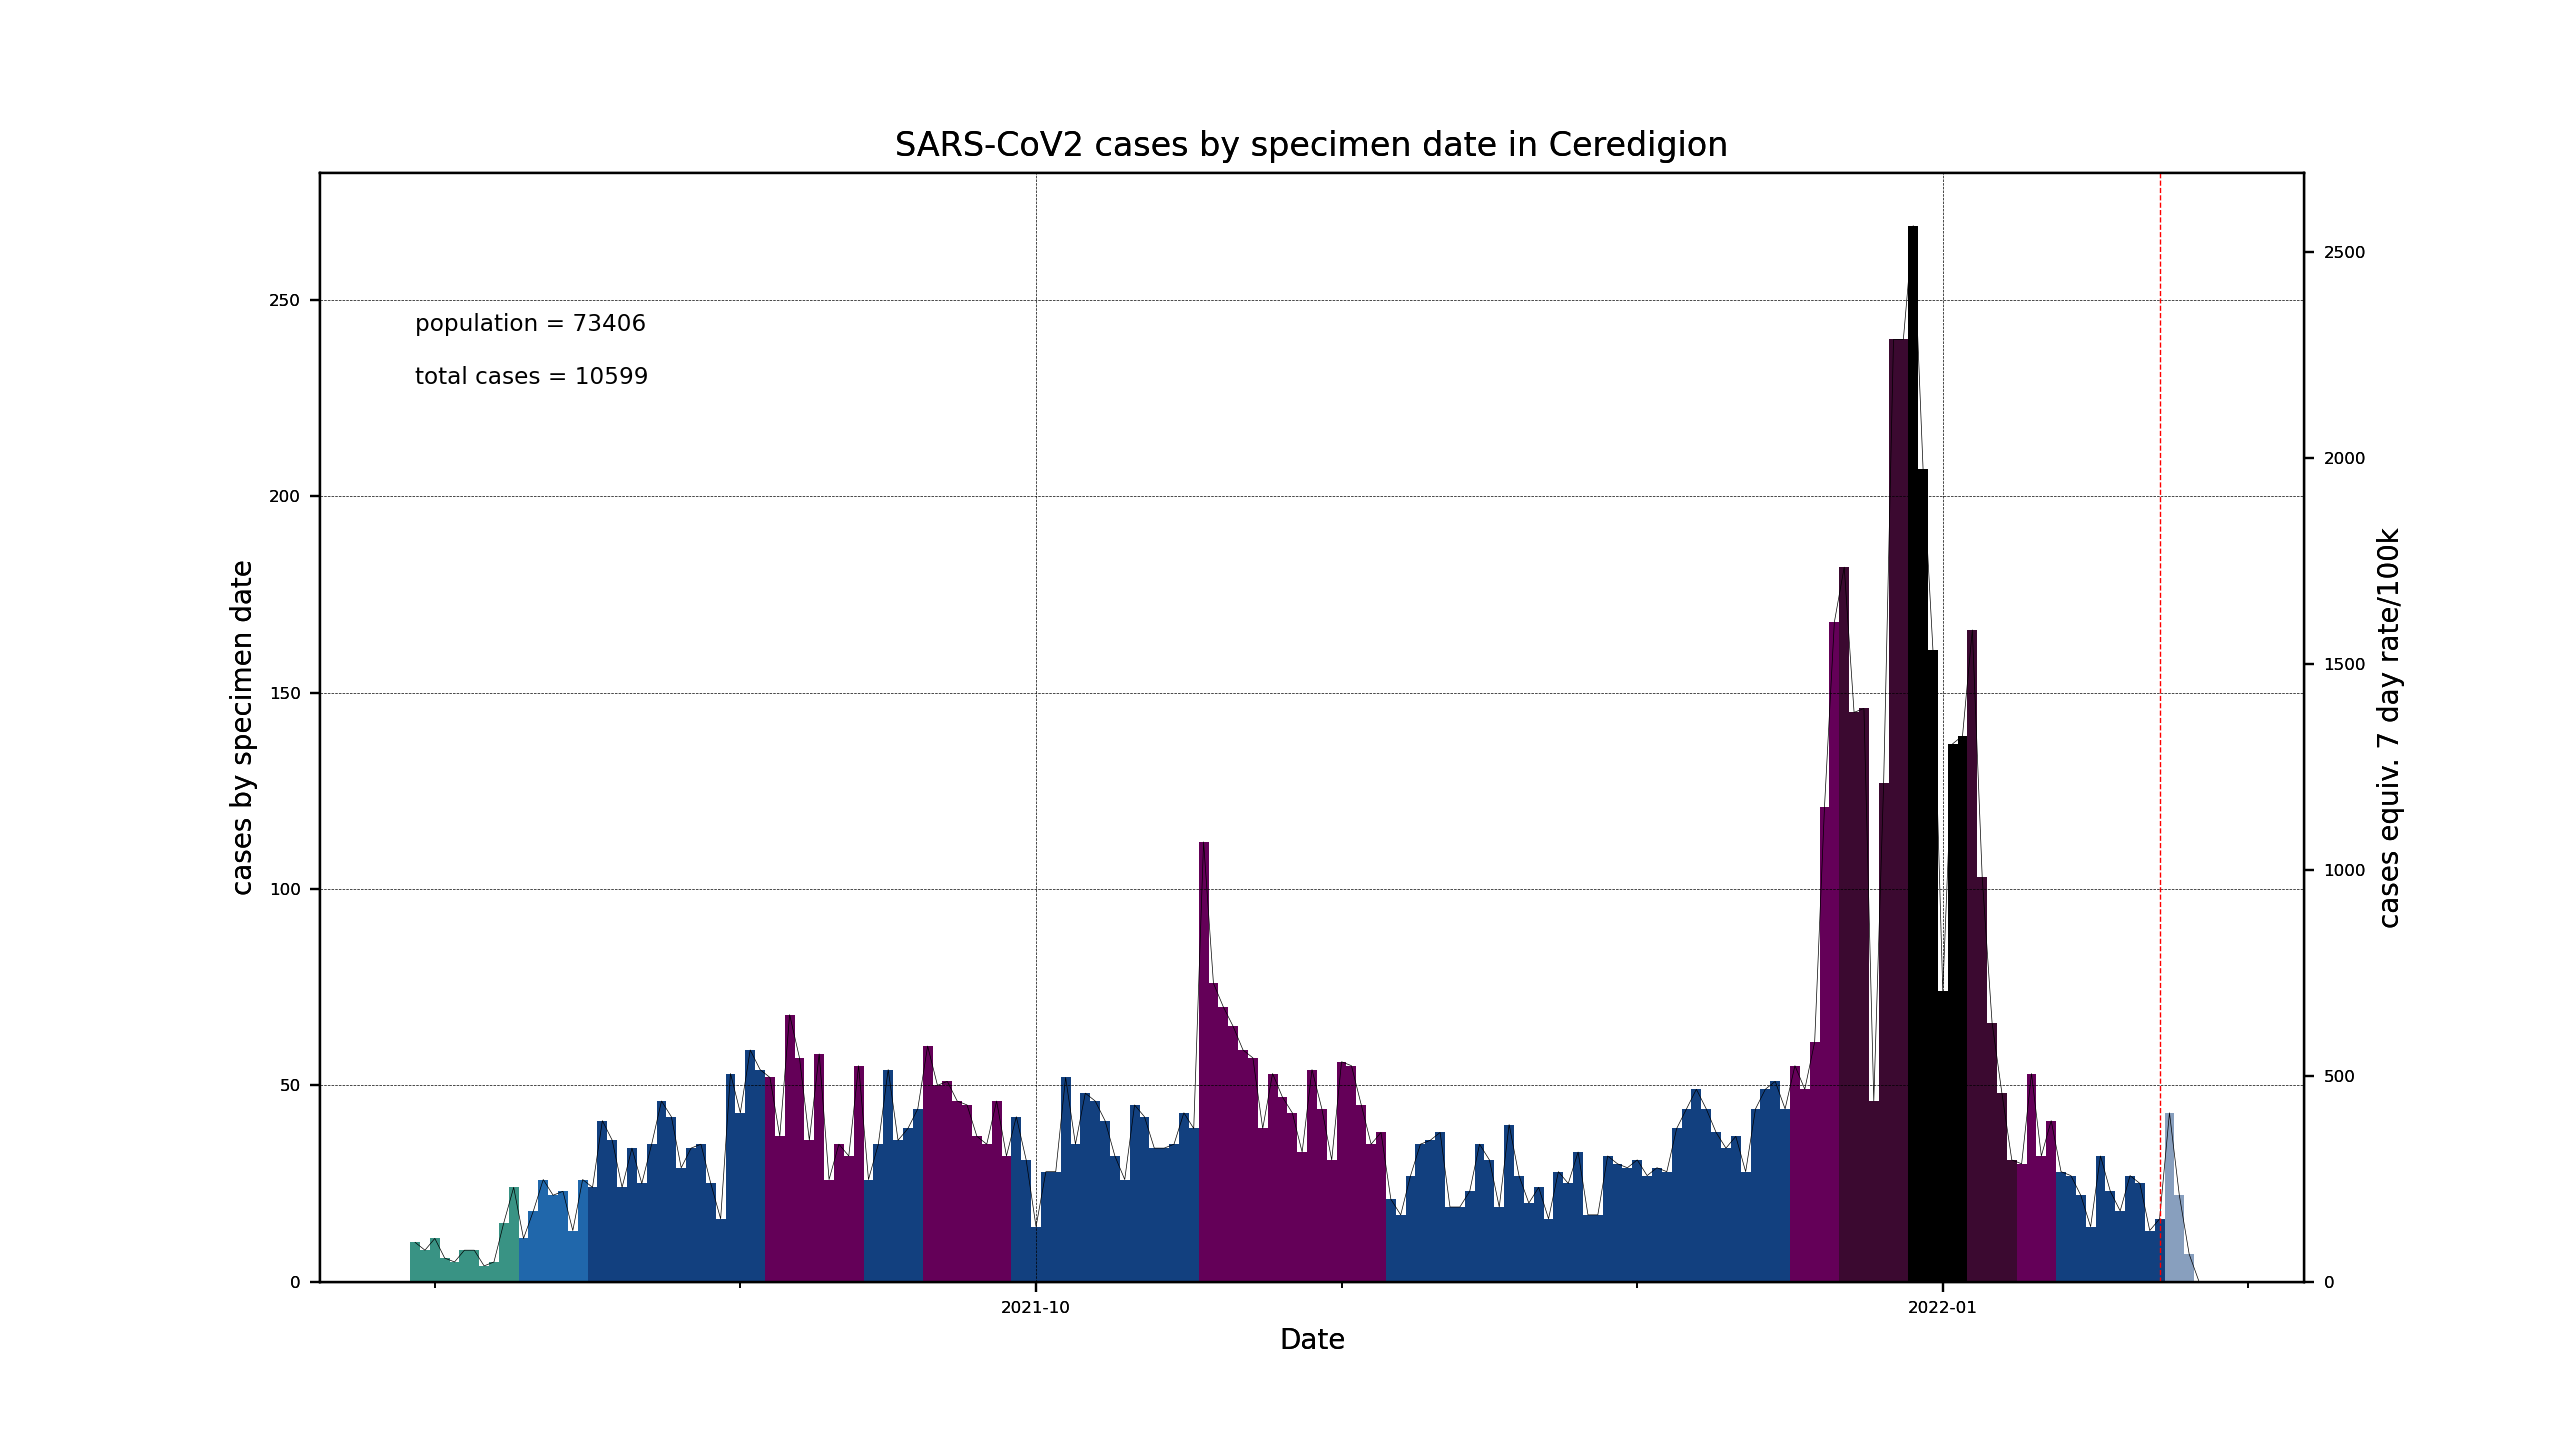 SARS-CoV2 cases by specimen date in Ceredigion
population = 73406
total cases = 10599
cases by specimen date
250
200
150
100
50
0
2500
2000
1500
1000
500
0
cases equiv. 7 day rate/100k
2021-10
2022-01
Date